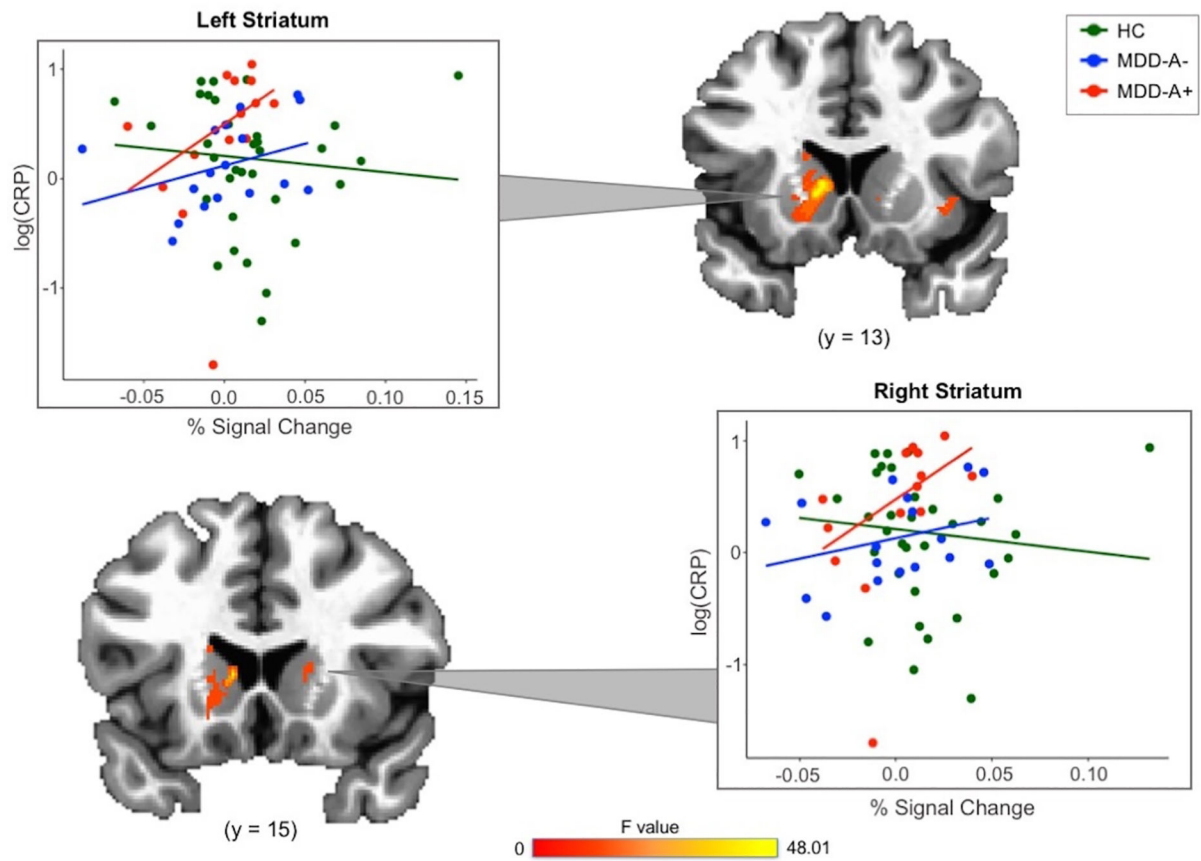 Left Striatum
HC
MDD-A-
MDD-A+
1
0
-1
log(CRP)
-0.05
0.0
0.05
0.10
0.15
% Signal Change
(y = 13)
Right Striatum
1
0
-1
log(CRP)
-0.05
0.0
0.05
0.10
% Signal Change
(y = 15)
F value
0
48.01